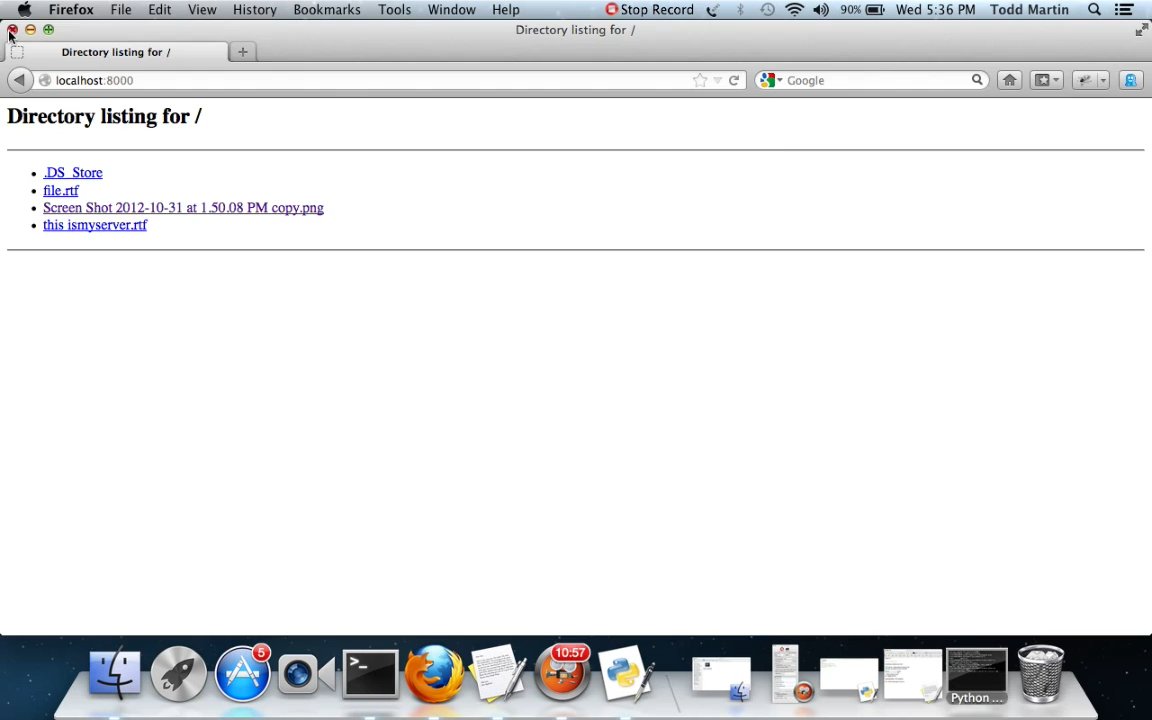 Firefox File Edit View History Bookmarks Tools Window Help Stop Record 90% Wed 5:36 PM Todd Martin
Directory listing for /
Directory listing for /
localhost:8000 Google
Directory listing for /
.DS_Store
file.rtf
Screen Shot 2012-10-31 at 1.50.08 PM copy.png
this ismyserver.rtf
5
10:57
>_
Python ...